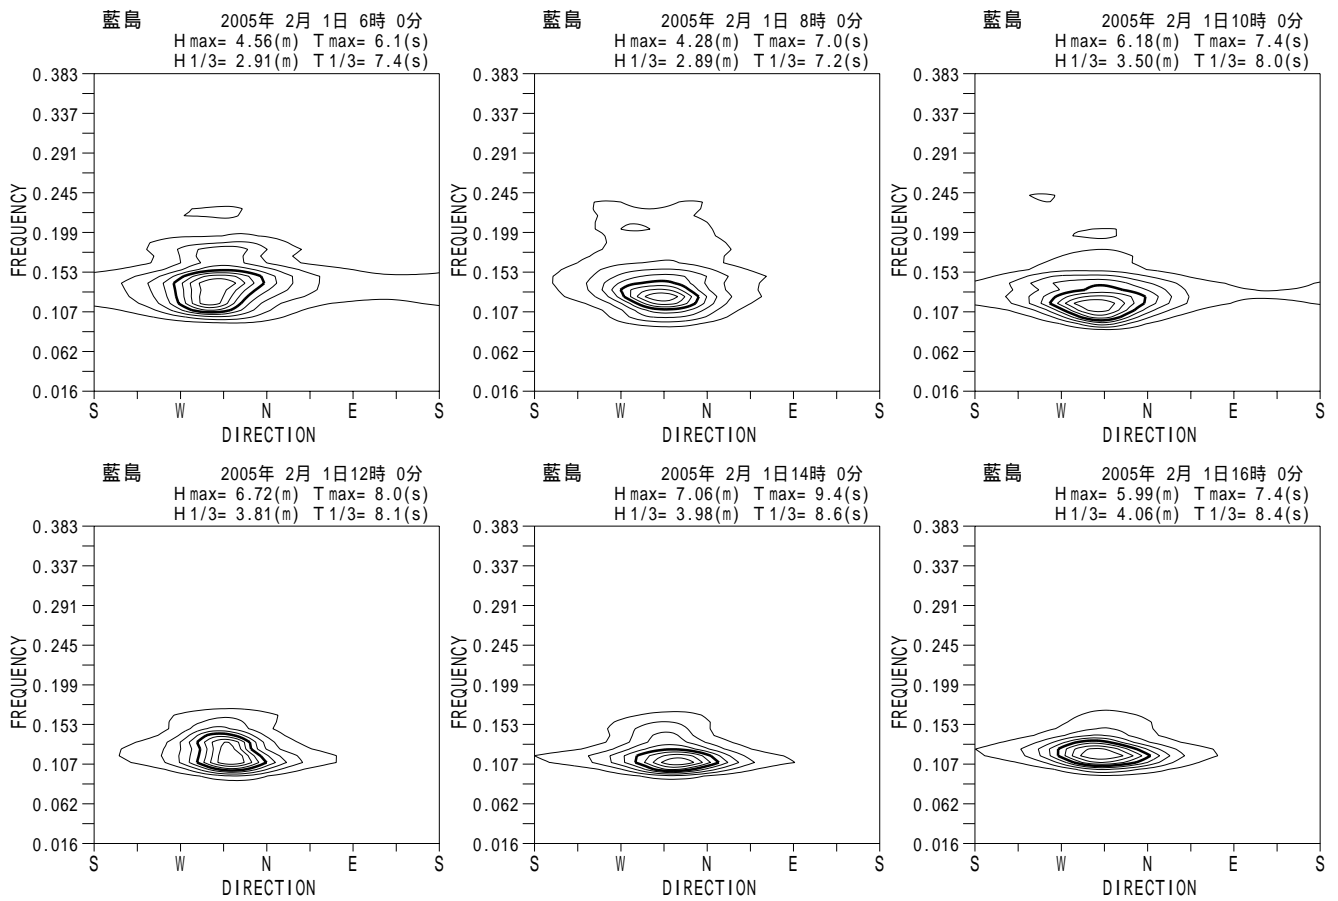 藍島 2005年 2月 1日 6時 0分
Hmax= 4.56(m) Tmax= 6.1(s)
H1/3= 2.91(m) T1/3= 7.4(s)
0.383
0.337
0.291
0.245
0.199
0.153
0.107
0.062
0.016
FREQUENCY
S W N E S
DIRECTION
藍島 2005年 2月 1日 8時 0分
Hmax= 4.28(m) Tmax= 7.0(s)
H1/3= 2.89(m) T1/3= 7.2(s)
0.383
0.337
0.291
0.245
0.199
0.153
0.107
0.062
0.016
FREQUENCY
S W N E S
DIRECTION
藍島 2005年 2月 1日10時 0分
Hmax= 6.18(m) Tmax= 7.4(s)
H1/3= 3.50(m) T1/3= 8.0(s)
0.383
0.337
0.291
0.245
0.199
0.153
0.107
0.062
0.016
FREQUENCY
S W N E S
DIRECTION
藍島 2005年 2月 1日12時 0分
Hmax= 6.72(m) Tmax= 8.0(s)
H1/3= 3.81(m) T1/3= 8.1(s)
0.383
0.337
0.291
0.245
0.199
0.153
0.107
0.062
0.016
FREQUENCY
S W N E S
DIRECTION
藍島 2005年 2月 1日14時 0分
Hmax= 7.06(m) Tmax= 9.4(s)
H1/3= 3.98(m) T1/3= 8.6(s)
0.383
0.337
0.291
0.245
0.199
0.153
0.107
0.062
0.016
FREQUENCY
S W N E S
DIRECTION
藍島 2005年 2月 1日16時 0分
Hmax= 5.99(m) Tmax= 7.4(s)
H1/3= 4.06(m) T1/3= 8.4(s)
0.383
0.337
0.291
0.245
0.199
0.153
0.107
0.062
0.016
FREQUENCY
S W N E S
DIRECTION